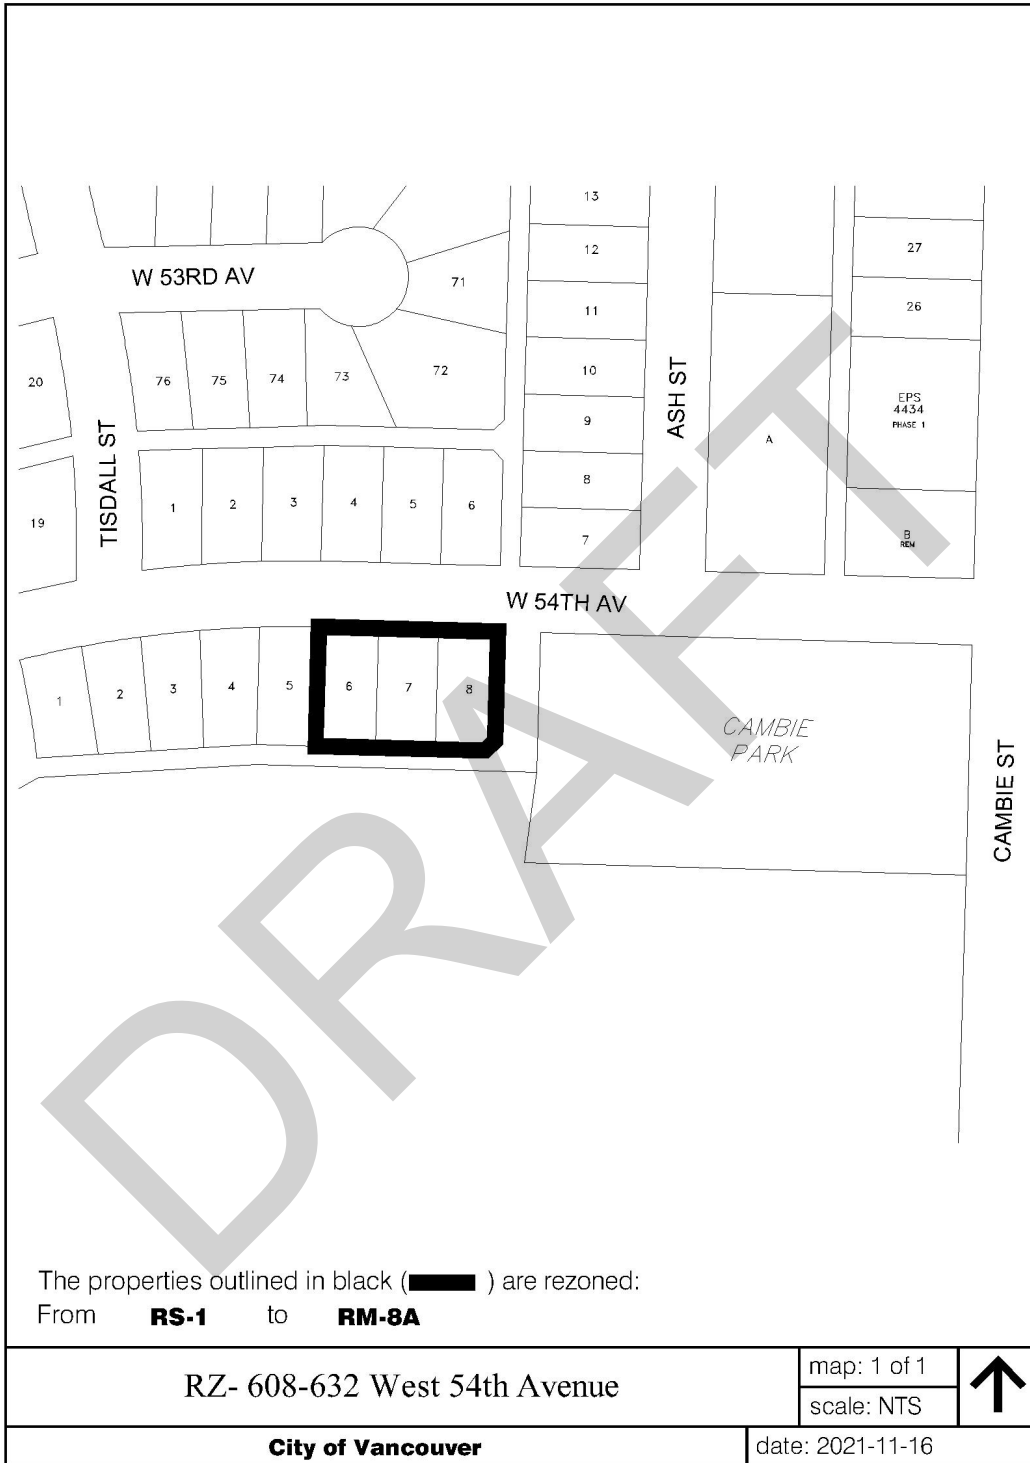 13
12
27
W 53RD AV
71
11
26
20
76
75
74
73
72
10
ASH ST
EPS
4434
PHASE 1
9
A
TISDALL ST
8
19
1
2
3
4
5
6
7
B
REM
W 54TH AV
1
2
3
4
5
6
7
8
CAMBIE
PARK
CAMBIE ST
DRAFT
The properties outlined in black ( ) are rezoned:
From RS-1 to RM-8A
RZ- 608-632 West 54th Avenue
map: 1 of 1
scale: NTS
City of Vancouver
date: 2021-11-16